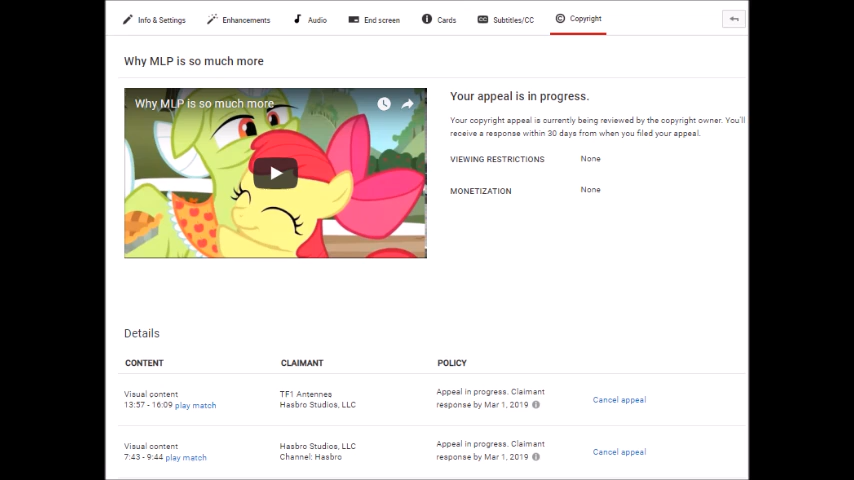 Info & Settings Enhancements Audio End screen Cards CC Subtitles/CC © Copyright
Why MLP is so much more
Why MLP is so much more
Your appeal is in progress.
Your copyright appeal is currently being reviewed by the copyright owner. You'll
receive a response within 30 days from when you filed your appeal.
VIEWING RESTRICTIONS None
MONETIZATION None
Details
CONTENT CLAIMANT POLICY
Visual content TF1 Antennes Appeal in progress. Claimant
13:57 - 16:09 play match Hasbro Studios, LLC response by Mar 1, 2019 Cancel appeal
Visual content Hasbro Studios, LLC Appeal in progress. Claimant
7:43 - 9:44 play match Channel: Hasbro response by Mar 1, 2019 Cancel appeal